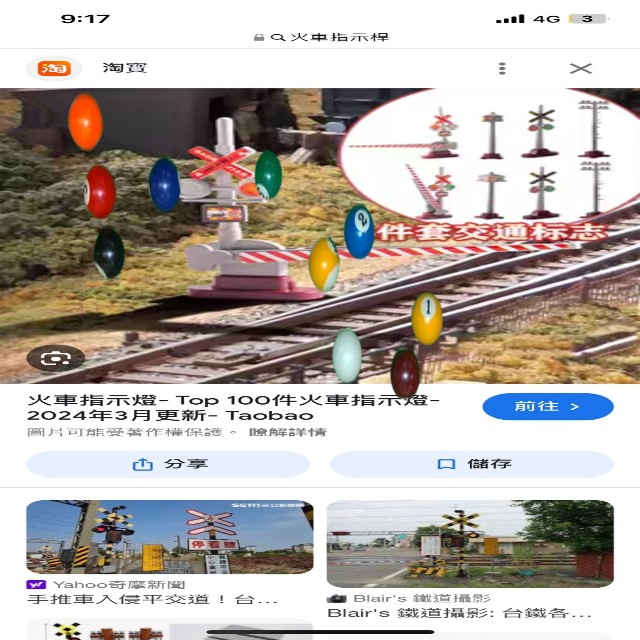 9:17
4G
3
火車指示桿
淘
淘寶
2
件套交通标志
1
火車指示燈- Top 100件火車指示燈-
2024年3月更新- Taobao
前往 >
圖片可能受著作權保護。 瞭解詳情
分享
儲存
停看聽
Yahoo奇摩新聞
手推車入侵平交道！台...
Blair's 鐵道攝影
Blair's 鐵道攝影: 台鐵各...